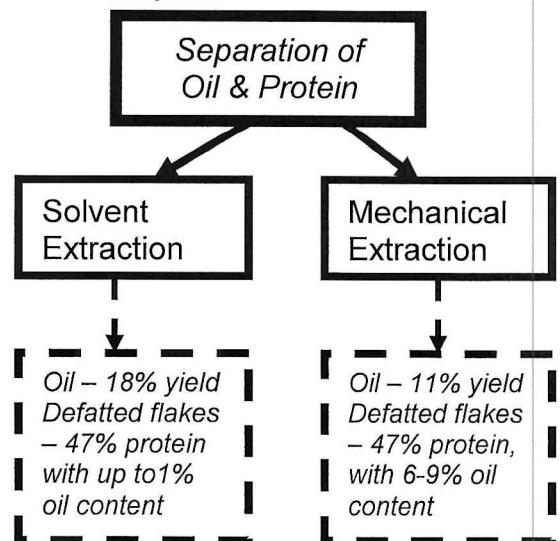 Separation of
Oil & Protein
Solvent
Extraction
Mechanical
Extraction
Oil – 18% yield
Defatted flakes
– 47% protein
with up to1%
oil content
Oil – 11% yield
Defatted flakes
– 47% protein,
with 6-9% oil
content